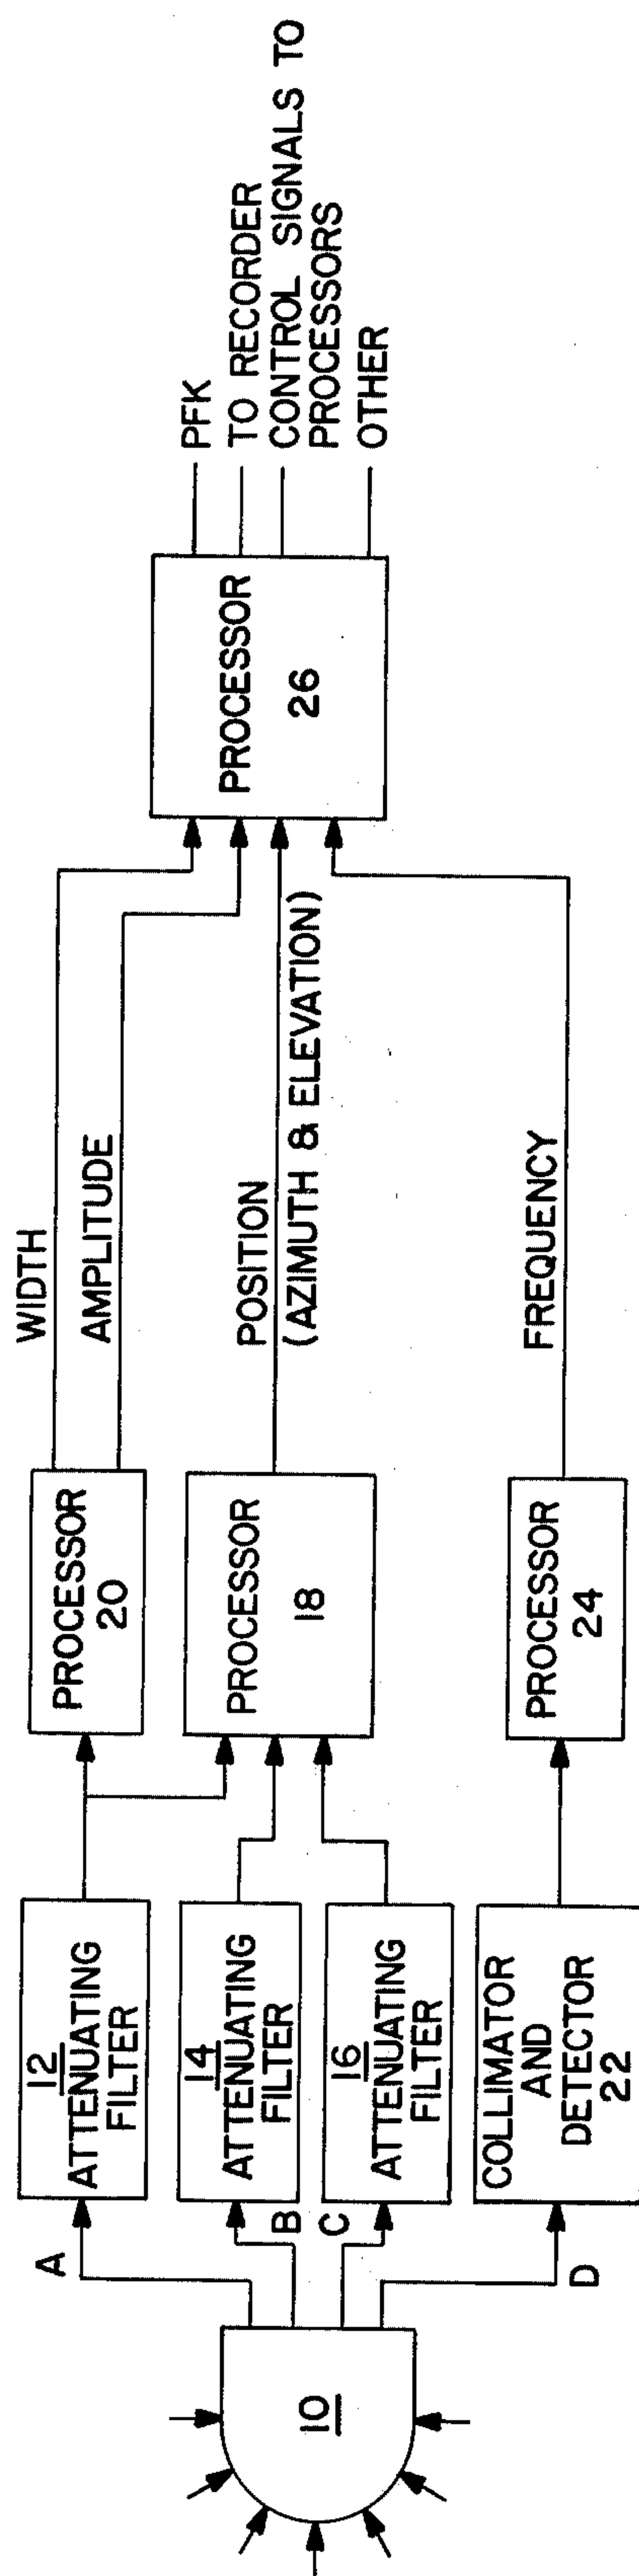 10
A
B
C
D
12
ATTENUATING
FILTER
14
ATTENUATING
FILTER
16
ATTENUATING
FILTER
COLLIMATOR
AND
DETECTOR
22
PROCESSOR
20
PROCESSOR
18
PROCESSOR
24
WIDTH
AMPLITUDE
POSITION
(AZIMUTH & ELEVATION)
FREQUENCY
PROCESSOR
26
PFK
TO RECORDER
CONTROL SIGNALS TO
PROCESSORS
OTHER